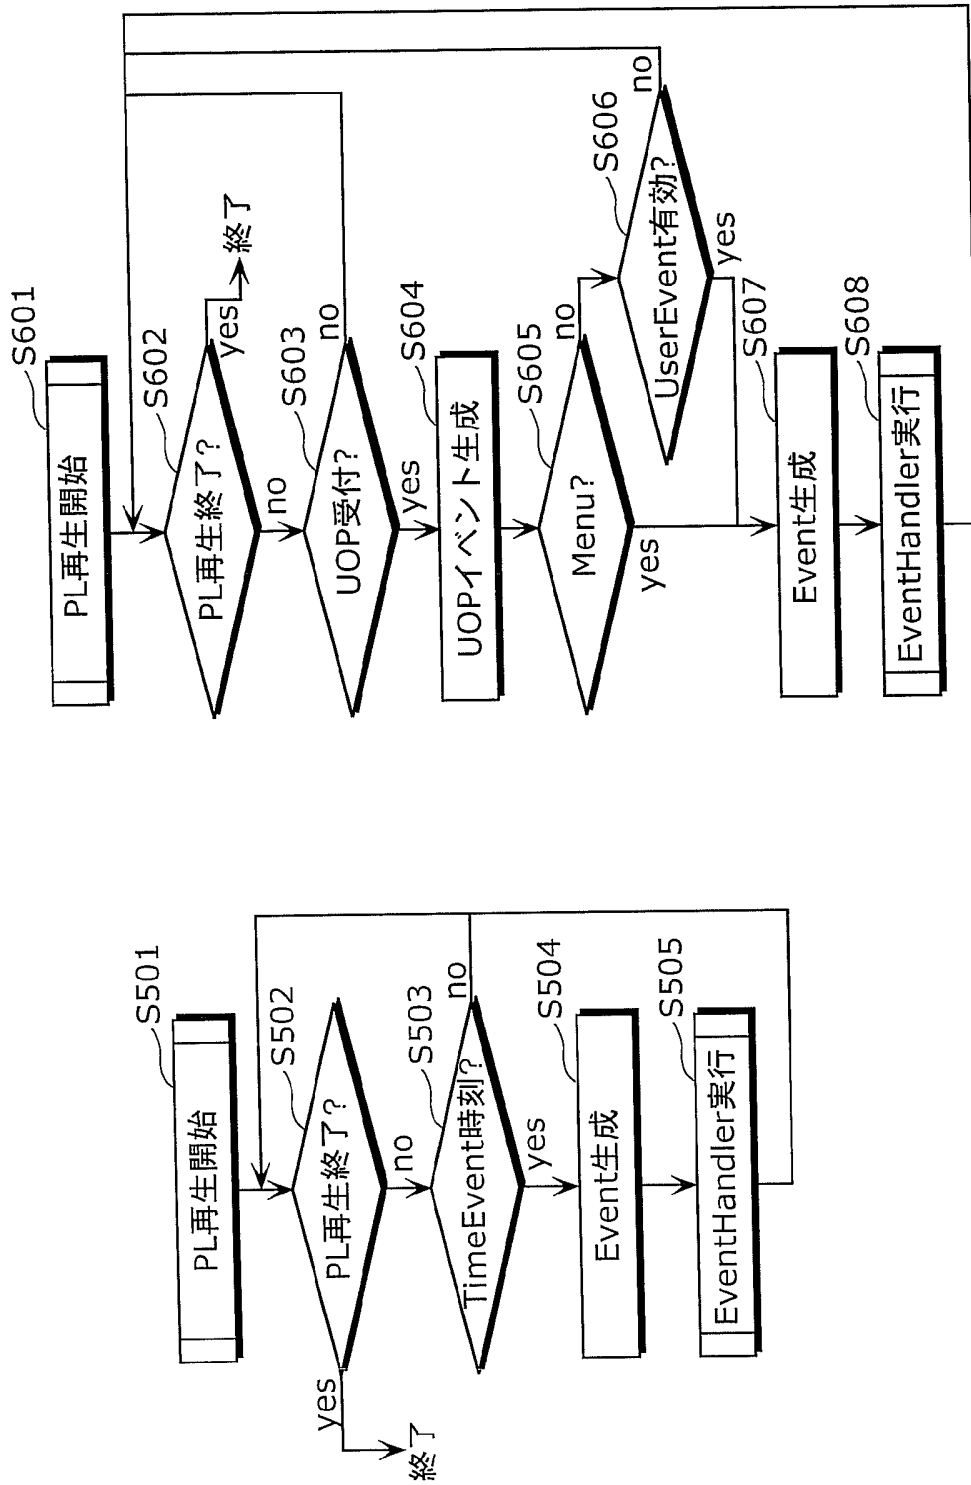 S501
PL再生開始
S502
PL再生終了?
yes
終了
no
S503
TimeEvent時刻?
no
yes
S504
Event生成
S505
EventHandler実行
S601
PL再生開始
S602
PL再生終了?
yes
終了
no
S603
UOP受付?
no
yes
S604
UOPイベント生成
S605
Menu?
no
yes
S606
UserEvent有効?
no
yes
S607
Event生成
S608
EventHandler実行